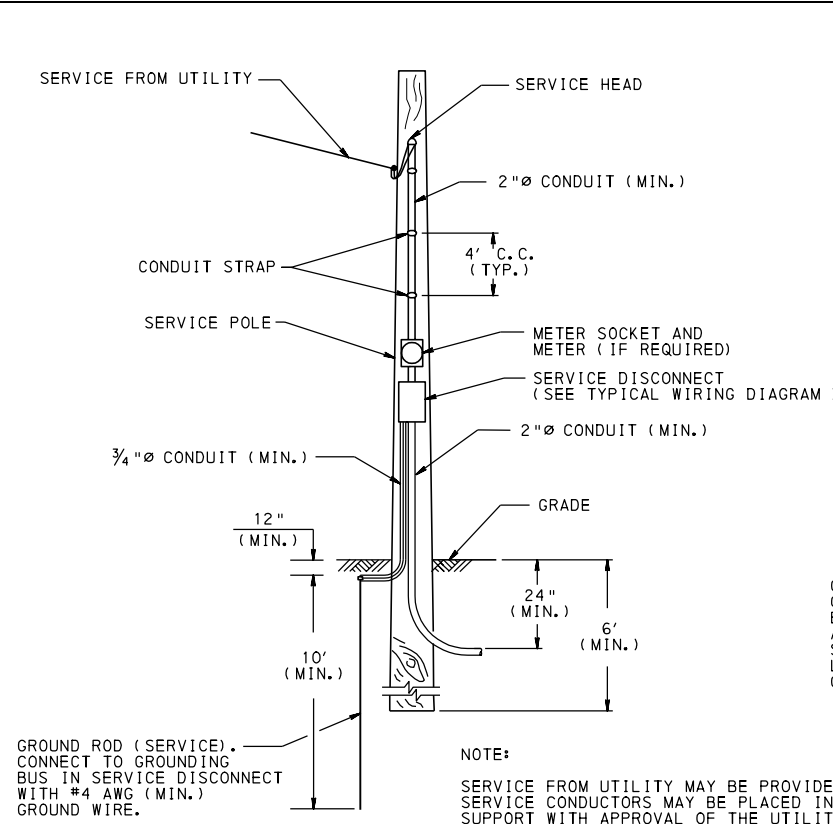 SERVICE FROM UTILITY
SERVICE HEAD
2"Ø CONDUIT (MIN.)
4' C.C.
(TYP.)
CONDUIT STRAP
SERVICE POLE
METER SOCKET AND
METER (IF REQUIRED)
SERVICE DISCONNECT
(SEE TYPICAL WIRING DIAGRAM
2"Ø CONDUIT (MIN.)
¾"Ø CONDUIT (MIN.)
GRADE
12"
(MIN.)
24"
(MIN.)
6'
(MIN.)
10'
(MIN.)
GROUND ROD (SERVICE).
CONNECT TO GROUNDING
BUS IN SERVICE DISCONNECT
WITH #4 AWG (MIN.)
GROUND WIRE.
NOTE:
SERVICE FROM UTILITY MAY BE PROVIDE
SERVICE CONDUCTORS MAY BE PLACED IN
SUPPORT WITH APPROVAL OF THE UTILIT